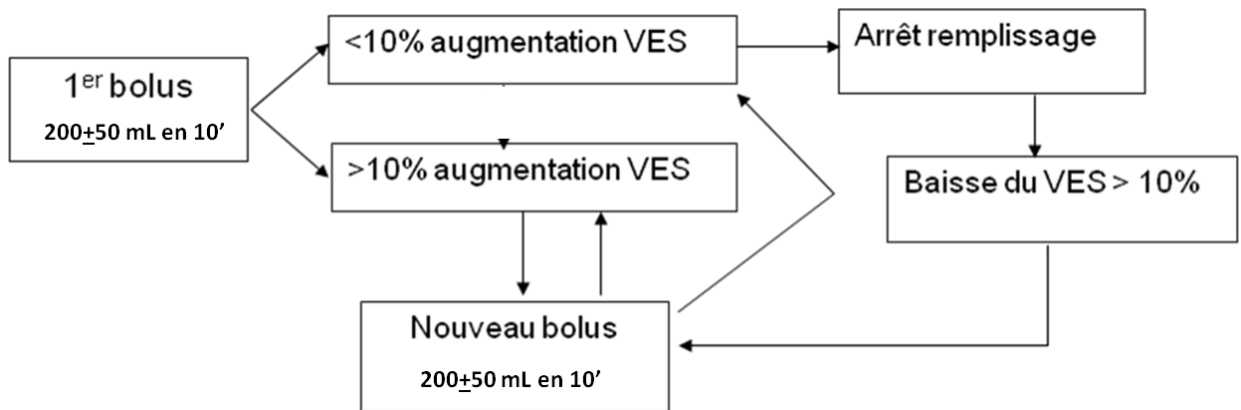 1er bolus
200±50 mL en 10’
<10% augmentation VES
>10% augmentation VES
Nouveau bolus
200±50 mL en 10’
Arrêt remplissage
Baisse du VES > 10%